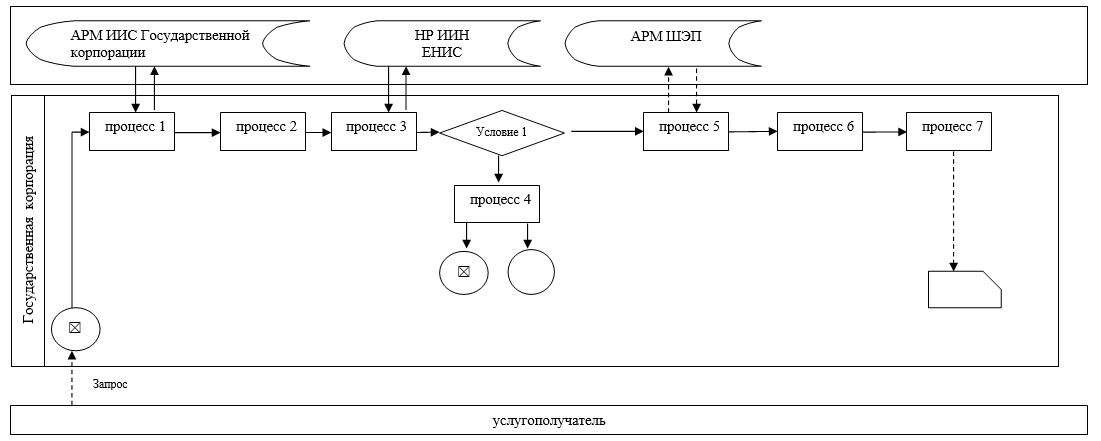 АРМ ИИС Государственной
корпорации
НР ИИН
ЕНИС
АРМ ШЭП
Государственная корпорация
процесс 1
процесс 2
процесс 3
Условие 1
процесс 5
процесс 6
процесс 7
процесс 4
Запрос
услугополучатель